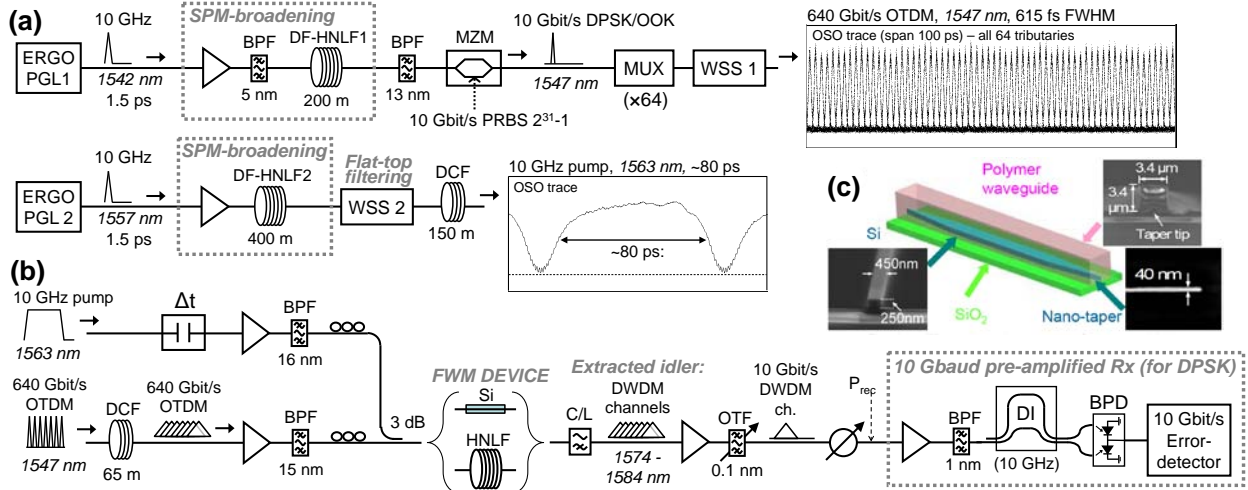 (a)
10 GHz
SPM-broadening
DF-HNLF1
BPF
BPF
MZM
10 Gbit/s DPSK/OOK
640 Gbit/s OTDM, 1547 nm, 615 fs FWHM
OSO trace (span 100 ps) – all 64 tributaries
ERGO
PGL1
1542 nm
1.5 ps
5 nm
200 m
13 nm
1547 nm
MUX
(×64)
WSS 1
10 Gbit/s PRBS 2³¹-1
10 GHz
SPM-broadening
DF-HNLF2
Flat-top
filtering
DCF
10 GHz pump, 1563 nm, ~80 ps
OSO trace
~80 ps:
ERGO
PGL 2
1557 nm
1.5 ps
400 m
WSS 2
150 m
(c)
Polymer
waveguide
3.4 µm
3.4
µm
Taper tip
Si
450nm
250nm
SiO₂
Nano-taper
40 nm
(b)
10 GHz pump
1563 nm
Δt
BPF
16 nm
640 Gbit/s
OTDM
1547 nm
DCF
65 m
640 Gbit/s
OTDM
BPF
15 nm
3 dB
FWM DEVICE
Si
HNLF
C/L
Extracted idler:
DWDM
channels
1574 -
1584 nm
OTF
0.1 nm
10 Gbit/s
DWDM
ch.
Prec
10 Gbaud pre-amplified Rx (for DPSK)
BPF
1 nm
DI
(10 GHz)
BPD
10 Gbit/s
Error-
detector